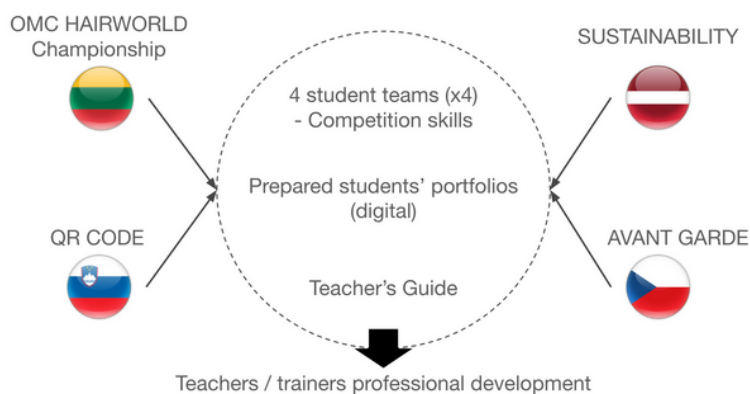 OMC HAIRWORLD
Championship
SUSTAINABILITY
4 student teams (x4)
- Competition skills
Prepared students’ portfolios
(digital)
QR CODE
AVANT GARDE
Teacher’s Guide
Teachers / trainers professional development